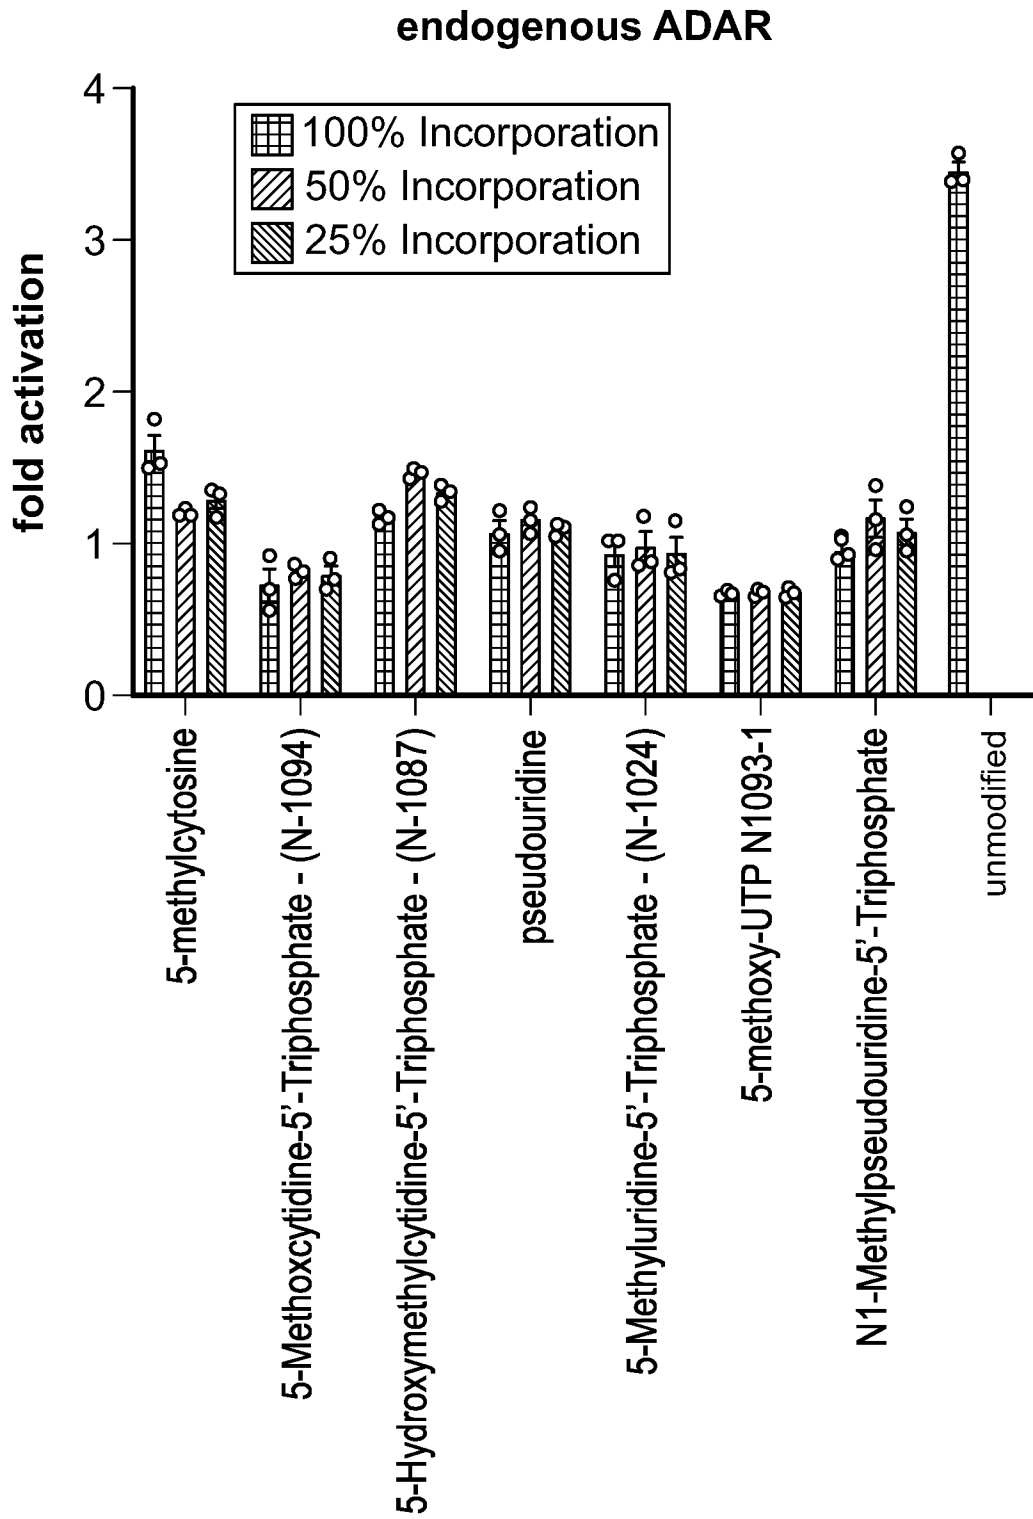 endogenous ADAR
4
3
2
1
0
fold activation
100% Incorporation
50% Incorporation
25% Incorporation
5-methylcytosine
5-Methoxcytidine-5’-Triphosphate - (N-1094)
5-Hydroxymethylcytidine-5’-Triphosphate - (N-1087)
pseudouridine
5-Methyluridine-5’-Triphosphate - (N-1024)
5-methoxy-UTP N1093-1
N1-Methylpseudouridine-5’-Triphosphate
unmodified